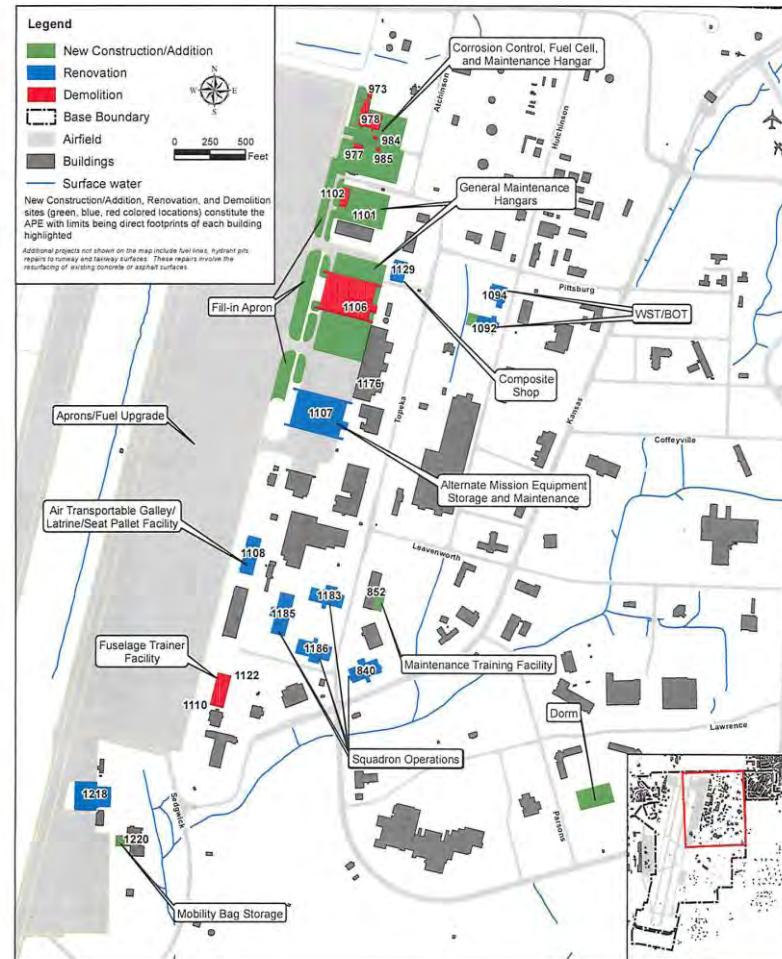 Legend
New Construction/Addition
Renovation
Demolition
Base Boundary
Airfield
Buildings
Surface water
N
W
E
S
0 250 500
Feet
New Construction/Addition, Renovation, and Demolition
sites (green, blue, red colored locations) constitute the
APE with limits being direct footprints of each building
highlighted
Additional projects not shown on the map include fuel lines, hydrant pits,
repairs to runway and taxiway surfaces. These repairs involve the
resurfacing of existing concrete or asphalt surfaces.
Corrosion Control, Fuel Cell,
and Maintenance Hangar
973
978
984
977
985
Atchinson
Hutchinson
1102
1101
General Maintenance
Hangars
1129
1094
Pittsburg
1092
WST/BOT
Fill-in Apron
1106
Composite
Shop
1176
Topeka
Kansas
1107
Aprons/Fuel Upgrade
Coffeyville
Alternate Mission Equipment
Storage and Maintenance
Air Transportable Galley/
Latrine/Seat Pallet Facility
Leavenworth
1108
1183
852
1185
1186
840
Maintenance Training Facility
Fuselage Trainer
Facility
1122
1110
Dorm
Lawrence
Squadron Operations
1218
Sedgwick
Parsons
1220
Mobility Bag Storage